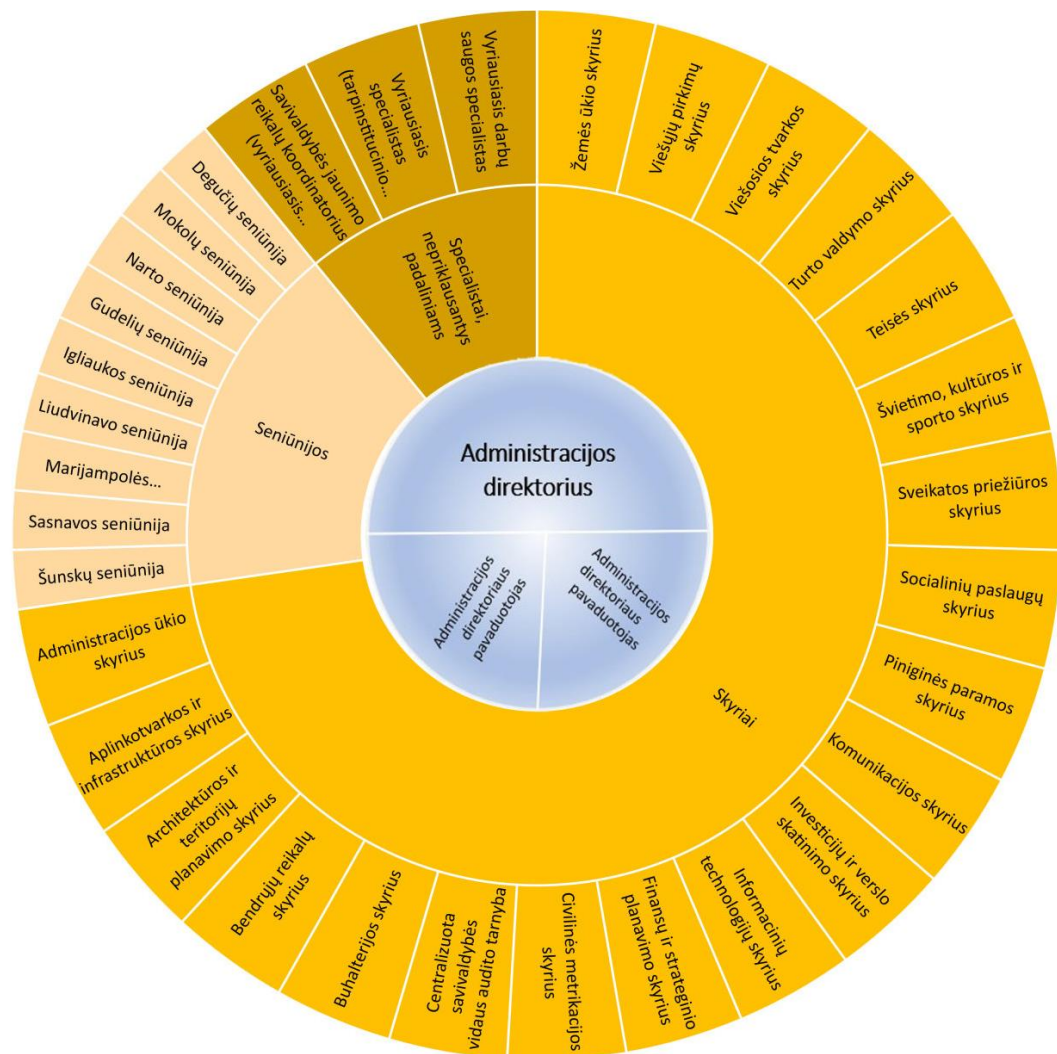 Administracijos
direktorius
Administracijos
direktoriaus
pavaduotojas
Administracijos
direktoriaus
pavaduotojas
Skyriai
Žemės ūkio skyrius
Viešųjų pirkimų
skyrius
Viešosios tvarkos
skyrius
Turto valdymo skyrius
Teisės skyrius
Švietimo, kultūros ir
sporto skyrius
Sveikatos priežiūros
skyrius
Socialinių paslaugų
skyrius
Piniginės paramos
skyrius
Komunikacijos skyrius
Investicijų ir verslo
skatinimo skyrius
Informacinių
technologijų skyrius
Finansų ir strateginio
planavimo skyrius
Civilinės metrikacijos
skyrius
Centralizuota
savivaldybės
vidaus audito tarnyba
Buhalterijos skyrius
Bendrųjų reikalų
skyrius
Architektūros ir
teritorijų
planavimo skyrius
Aplinkotvarkos ir
infrastruktūros skyrius
Administracijos ūkio
skyrius
Seniūnijos
Šunskų seniūnija
Sasnavos seniūnija
Marijampolės...
Liudvinavo seniūnija
Igliaukos seniūnija
Gudelių seniūnija
Narto seniūnija
Mokolų seniūnija
Degučių seniūnija
Specialistai,
nepriklausantys
padaliniams
Savivaldybės jaunimo
reikalų koordinatorius
(vyriausiasis...
Vyriausiasis
specialistas
(tarpinstitucinio...
Vyriausiasis darbų
saugos specialistas